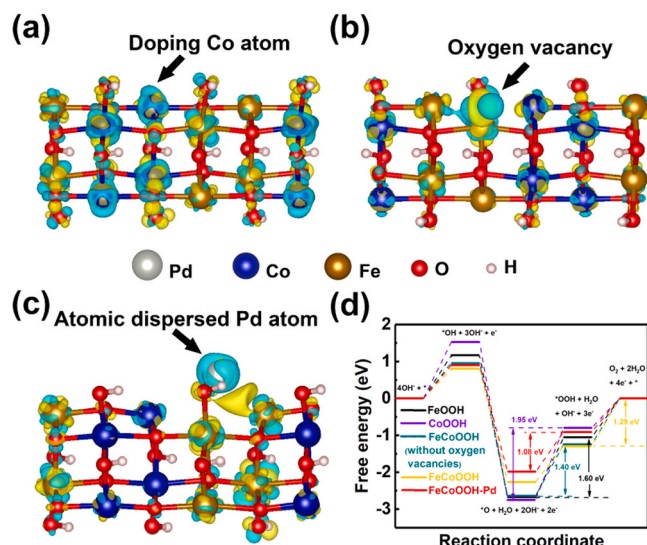 (a)
Doping Co atom
(b)
Oxygen vacancy
Pd
Co
Fe
O
H
(c)
Atomic dispersed Pd atom
(d)
Free energy (eV)
2
1
0
-1
-2
-3
*OH + 3OH⁻ + e⁻
4OH⁻ + *
O₂ + 2H₂O
+ 4e⁻ + *
*OOH + H₂O
+ OH⁻ + 3e⁻
1.95 eV
1.29 eV
1.08 eV
1.40 eV
1.60 eV
FeOOH
CoOOH
FeCoOOH
(without oxygen
vacancies)
FeCoOOH
FeCoOOH-Pd
*O + H₂O + 2OH⁻ + 2e⁻
Reaction coordinate